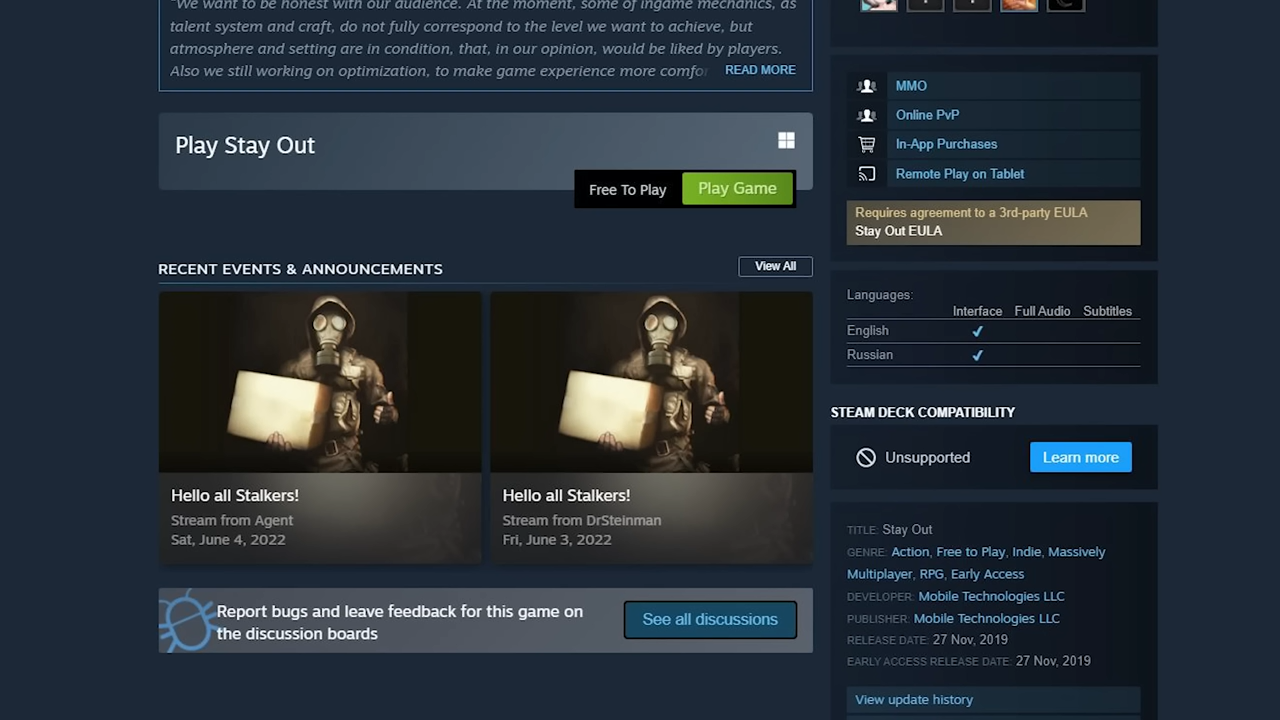 "We want to be honest with our audience. At the moment, some of ingame mechanics, as
talent system and craft, do not fully correspond to the level we want to achieve, but
atmosphere and setting are in condition, that, in our opinion, would be liked by players.
Also we still working on optimization, to make game experience more comfo
READ MORE
Play Stay Out
Free To Play
Play Game
RECENT EVENTS & ANNOUNCEMENTS
View All
Hello all Stalkers!
Stream from Agent
Sat, June 4, 2022
Hello all Stalkers!
Stream from DrSteinman
Fri, June 3, 2022
Report bugs and leave feedback for this game on
the discussion boards
See all discussions
MMO
Online PvP
In-App Purchases
Remote Play on Tablet
Requires agreement to a 3rd-party EULA
Stay Out EULA
Languages:
Interface Full Audio Subtitles
English ✔
Russian ✔
STEAM DECK COMPATIBILITY
Unsupported
Learn more
TITLE: Stay Out
GENRE: Action, Free to Play, Indie, Massively
Multiplayer, RPG, Early Access
DEVELOPER: Mobile Technologies LLC
PUBLISHER: Mobile Technologies LLC
RELEASE DATE: 27 Nov, 2019
EARLY ACCESS RELEASE DATE: 27 Nov, 2019
View update history